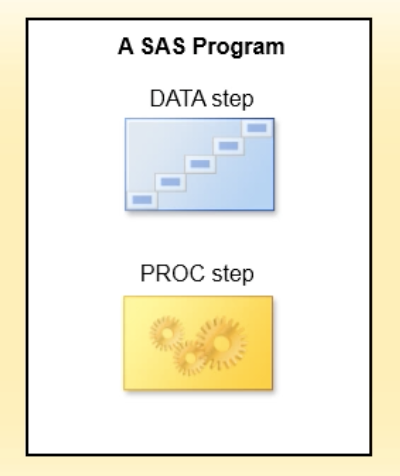 A SAS Program
DATA step
PROC step